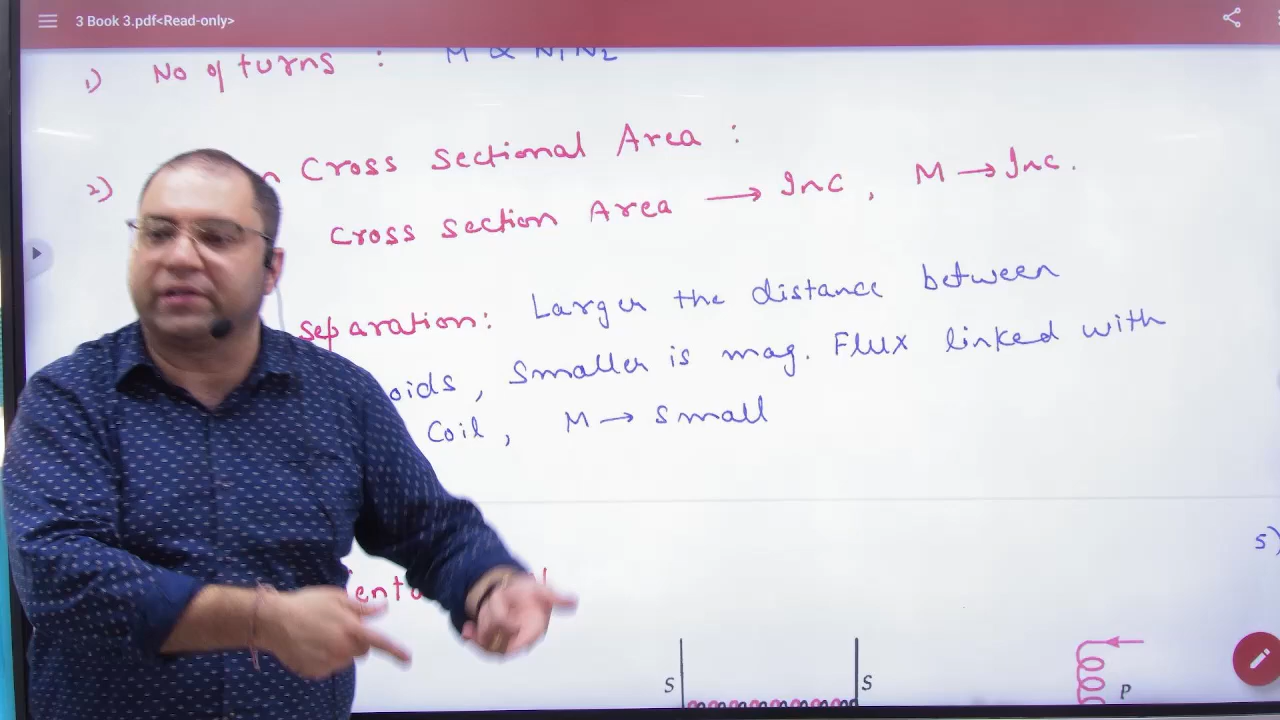 3 Book 3.pdf<Read-only>
1) No of turns : M α N1N2
2) n Cross Sectional Area :
Cross Section Area → Inc , M → Inc.
Separation: Larger the distance between
oids , Smaller is mag. Flux linked with
Coil , M → small
5)
S S P